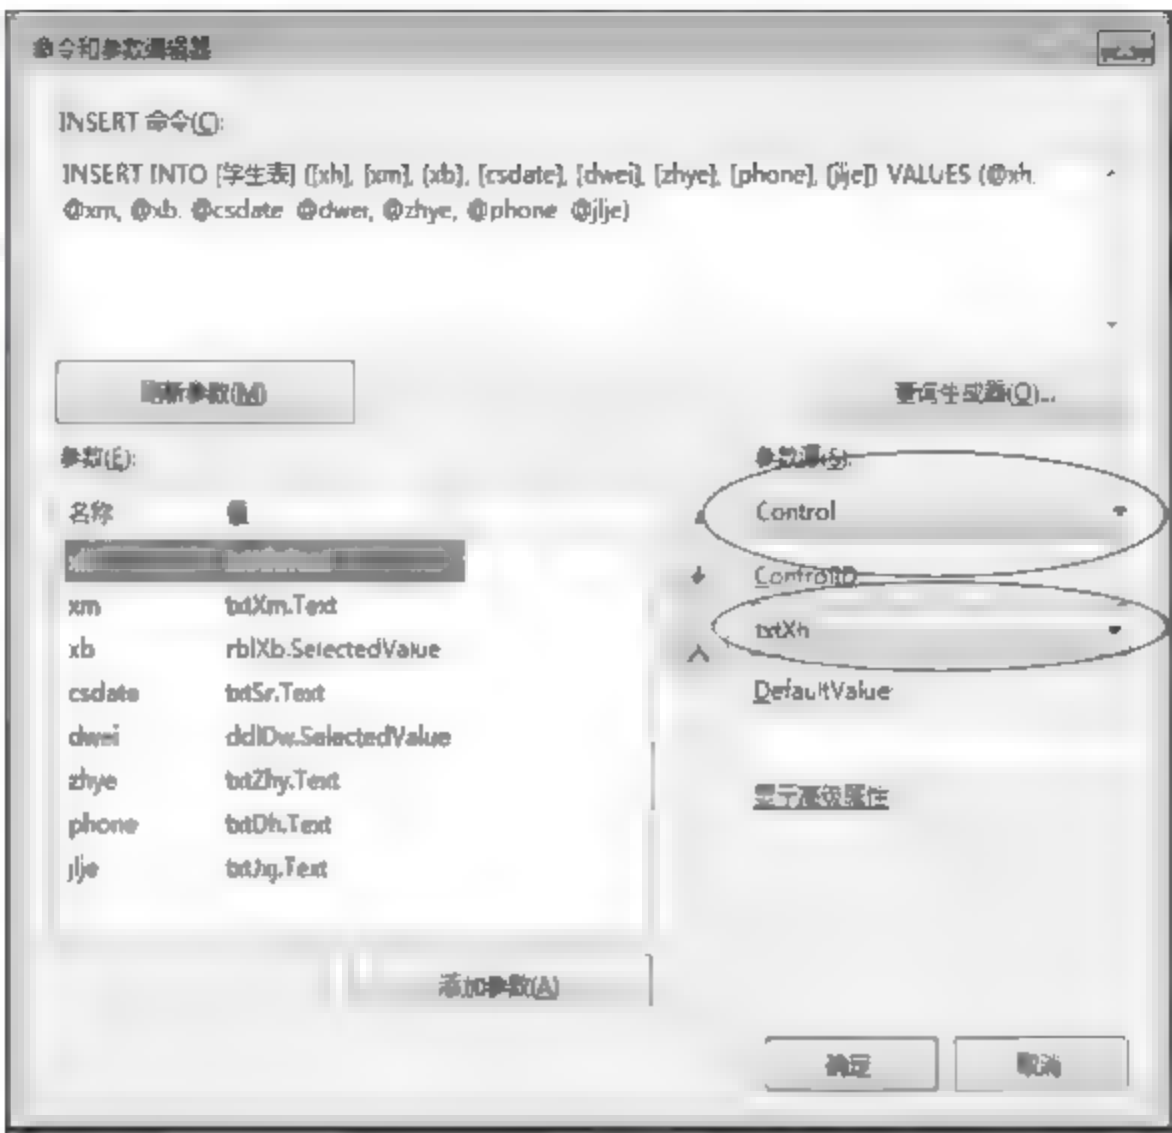 命令和参数编辑器
INSERT 命令(C):
INSERT INTO [学生表] ([xh], [xm], [xb], [csdate], [dwei], [zhye], [phone], [jlje]) VALUES (@xh,
@xm, @xb, @csdate @dwei, @zhye, @phone @jlje)
刷新参数(M)
查询生成器(Q)...
参数(E):
参数源(S):
名称 值
Control
ControlID
xm txtXm.Text
txtXh
xb rblXb.SelectedValue
csdate txtSr.Text
DefaultValue
dwei ddlDw.SelectedValue
zhye txtZhy.Text
显示高级属性
phone txtDh.Text
jlje
添加参数(A)
确定 取消